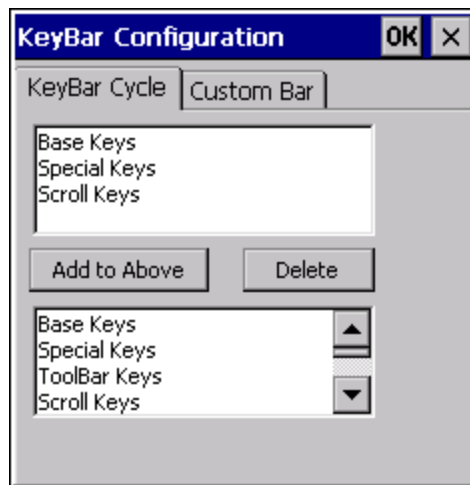 KeyBar Configuration OK ×
KeyBar Cycle Custom Bar
Base Keys
Special Keys
Scroll Keys
Add to Above Delete
Base Keys
Special Keys
ToolBar Keys
Scroll Keys